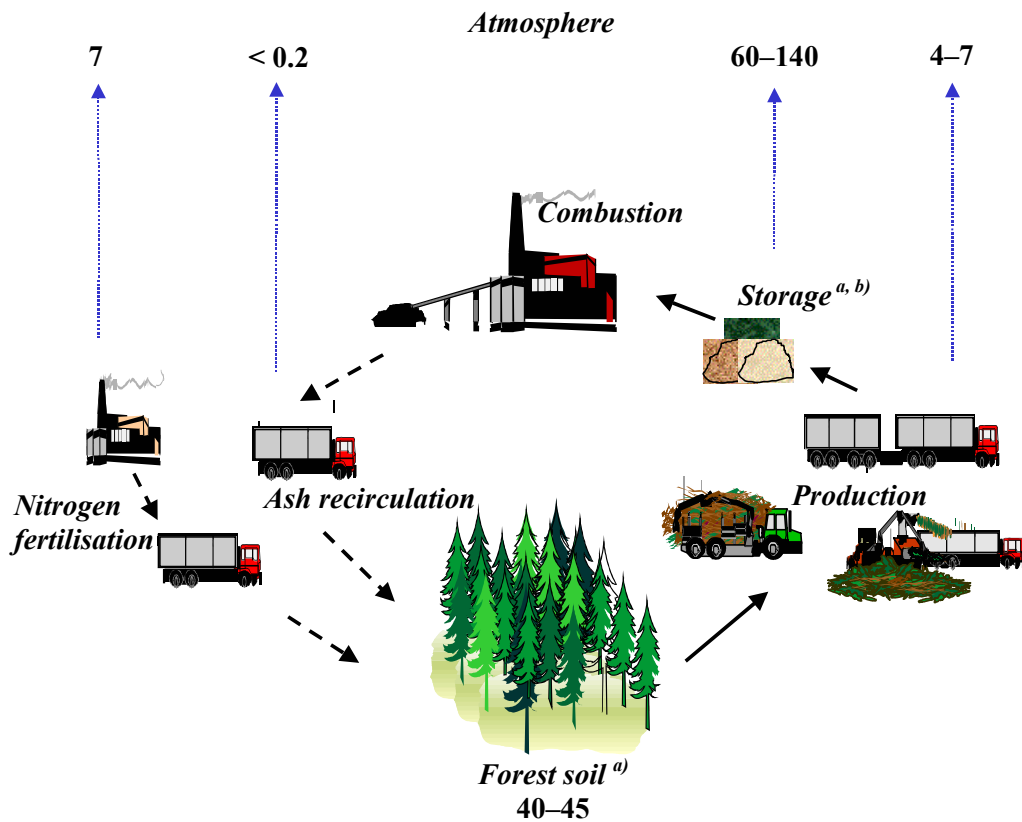 Atmosphere
7
< 0.2
60–140
4–7
Combustion
Storage a, b)
Nitrogen
fertilisation
Ash recirculation
Production
Forest soil a)
40–45